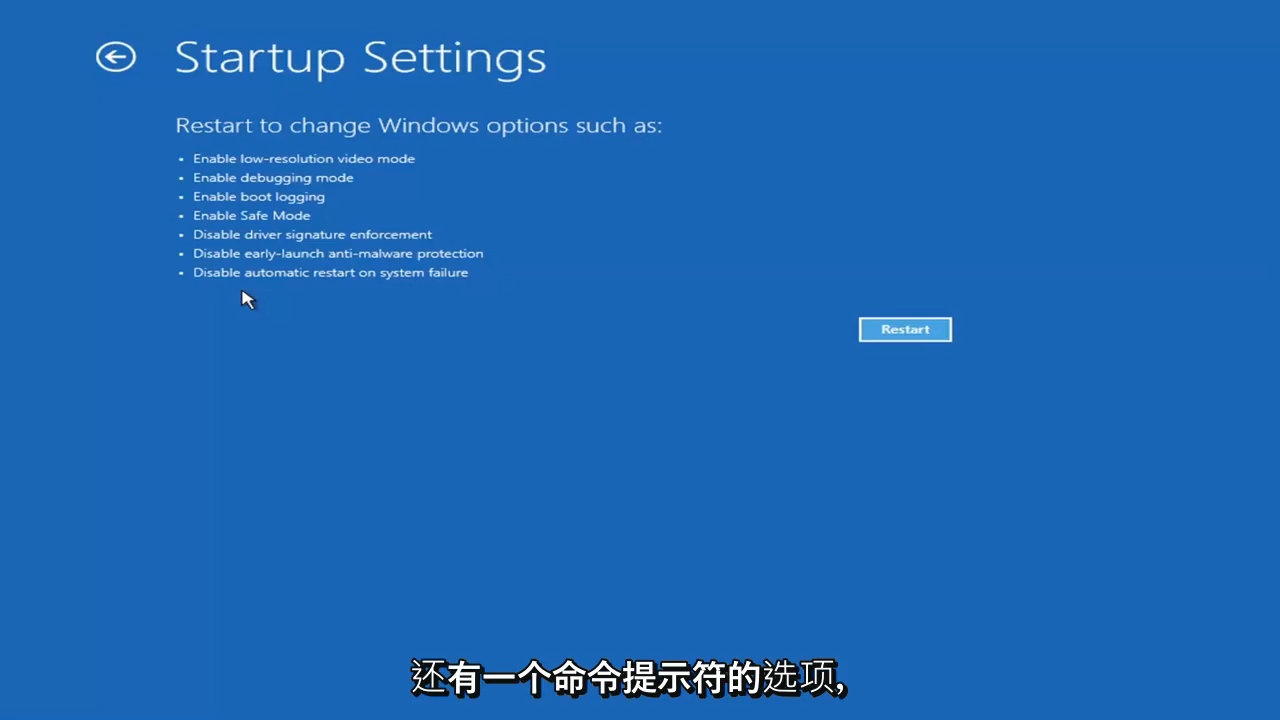 Startup Settings
Restart to change Windows options such as:
• Enable low-resolution video mode
• Enable debugging mode
• Enable boot logging
• Enable Safe Mode
• Disable driver signature enforcement
• Disable early-launch anti-malware protection
• Disable automatic restart on system failure
Restart
还有一个命令提示符的选项,